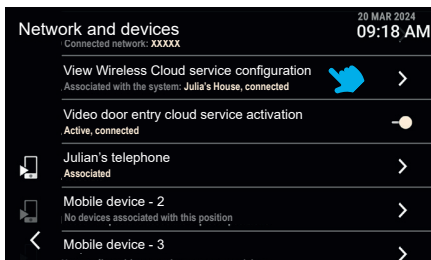 Network and devices
20 MAR 2024
09:18 AM
Connected network: XXXXX
View Wireless Cloud service configuration
Associated with the system: Julia's House, connected
Video door entry cloud service activation
Active, connected
Julian's telephone
Associated
Mobile device - 2
No devices associated with this position
Mobile device - 3